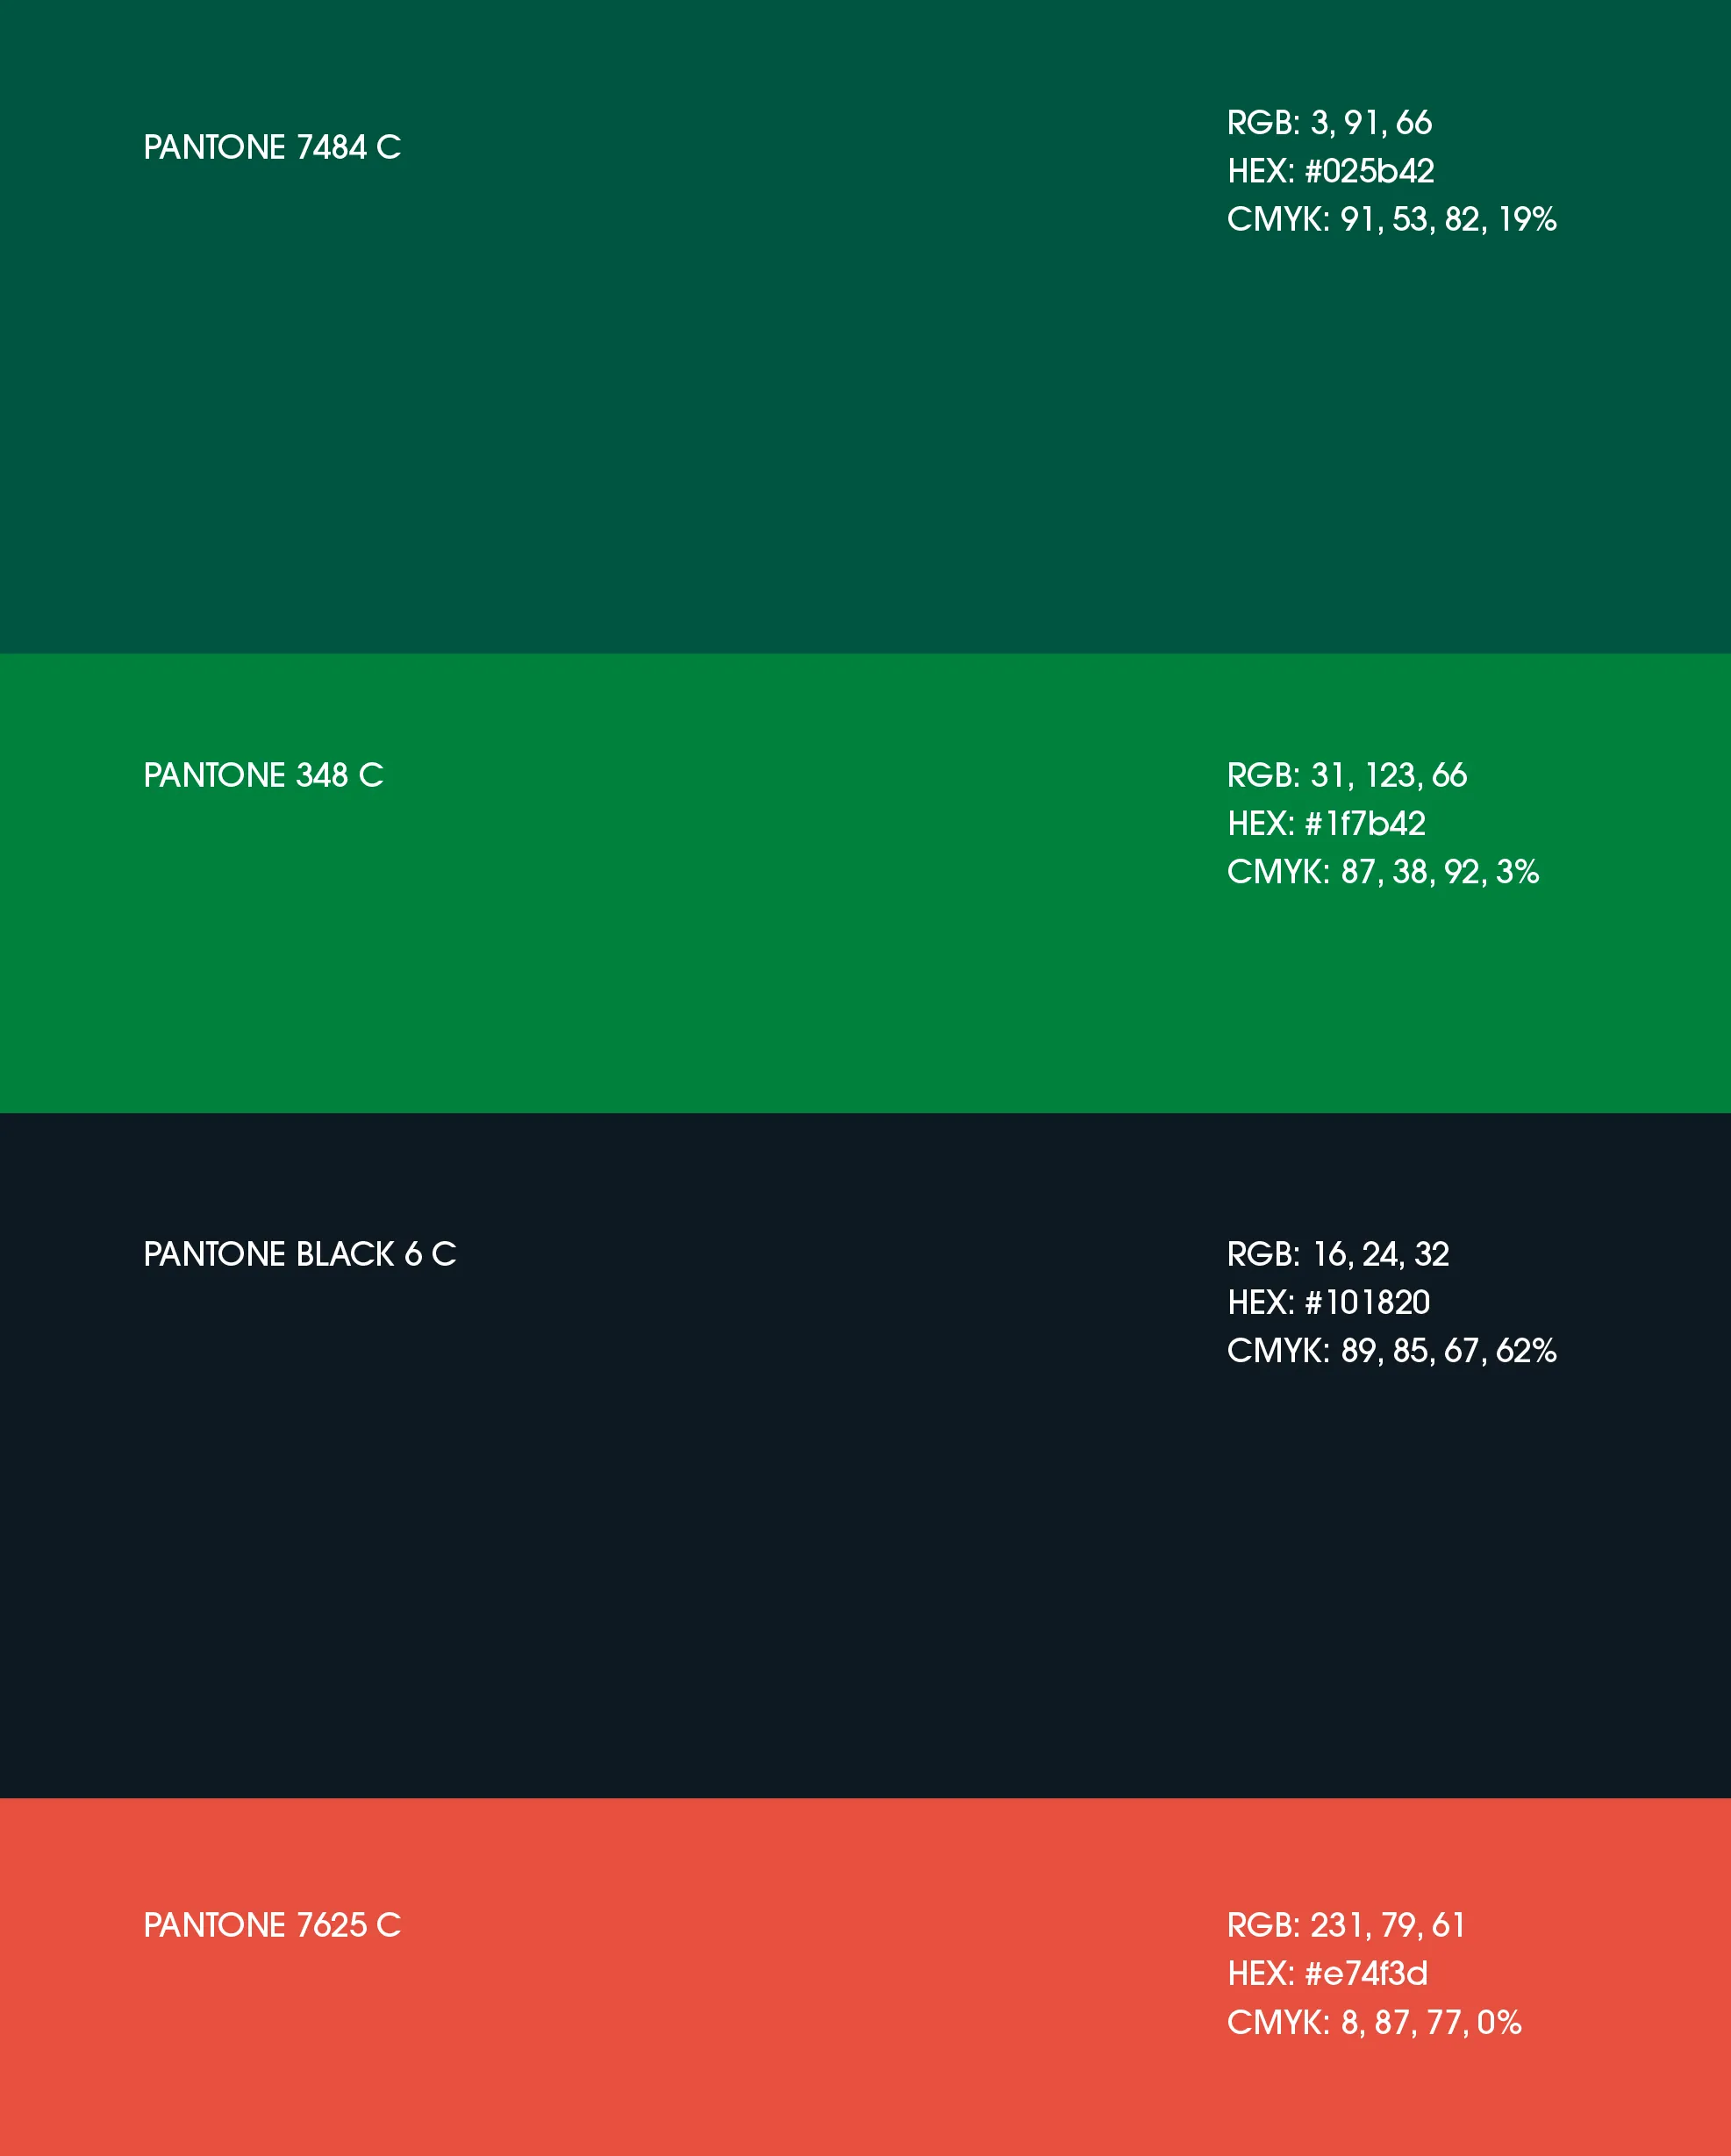 PANTONE 7484 C
RGB: 3, 91, 66
HEX: #025b42
CMYK: 91, 53, 82, 19%
PANTONE 348 C
RGB: 31, 123, 66
HEX: #1f7b42
CMYK: 87, 38, 92, 3%
PANTONE BLACK 6 C
RGB: 16, 24, 32
HEX: #101820
CMYK: 89, 85, 67, 62%
PANTONE 7625 C
RGB: 231, 79, 61
HEX: #e74f3d
CMYK: 8, 87, 77, 0%